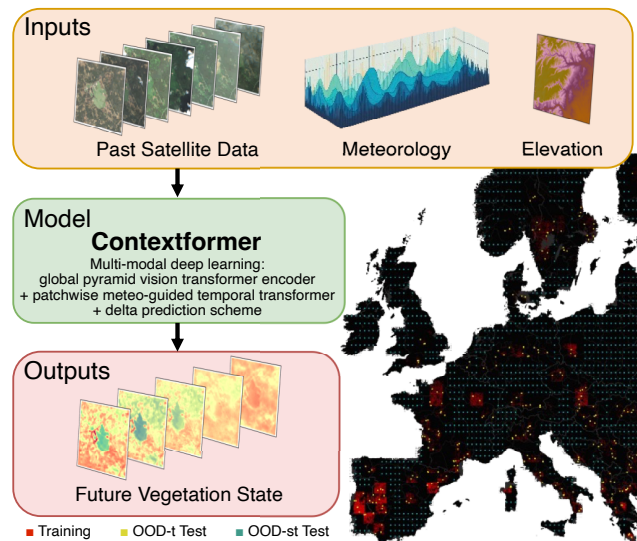 Inputs
Past Satellite Data
Meteorology
Elevation
Model
Contextformer
Multi-modal deep learning:
global pyramid vision transformer encoder
+ patchwise meteo-guided temporal transformer
+ delta prediction scheme
Outputs
Future Vegetation State
Training
OOD-t Test
OOD-st Test